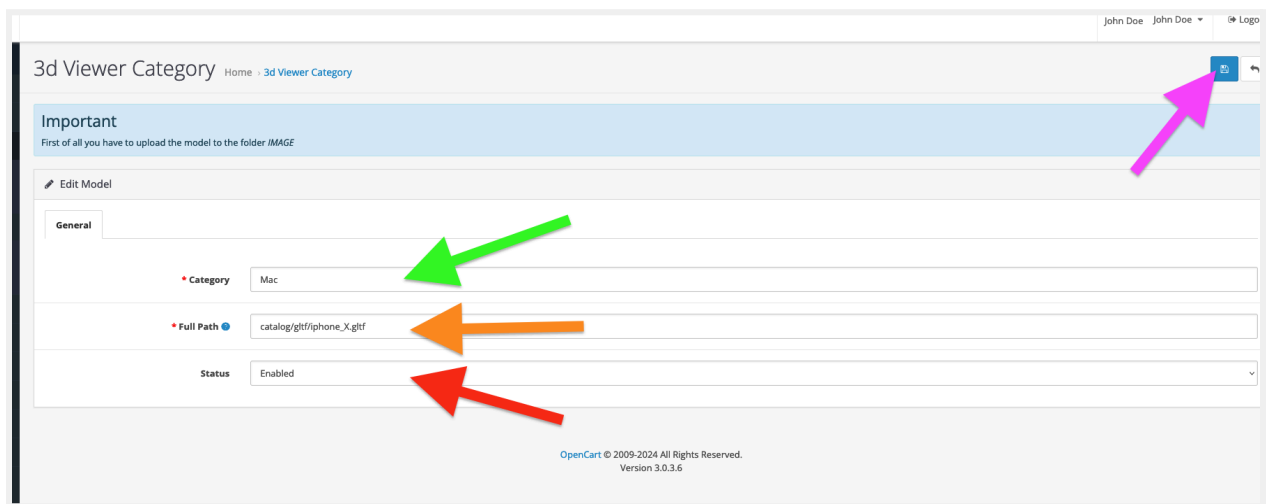 John Doe John Doe Logo
3d Viewer Category Home › 3d Viewer Category
Important
First of all you have to upload the model to the folder IMAGE
Edit Model
General
* Category Mac
* Full Path catalog/gltf/iphone_X.gltf
Status Enabled
OpenCart © 2009-2024 All Rights Reserved.
Version 3.0.3.6